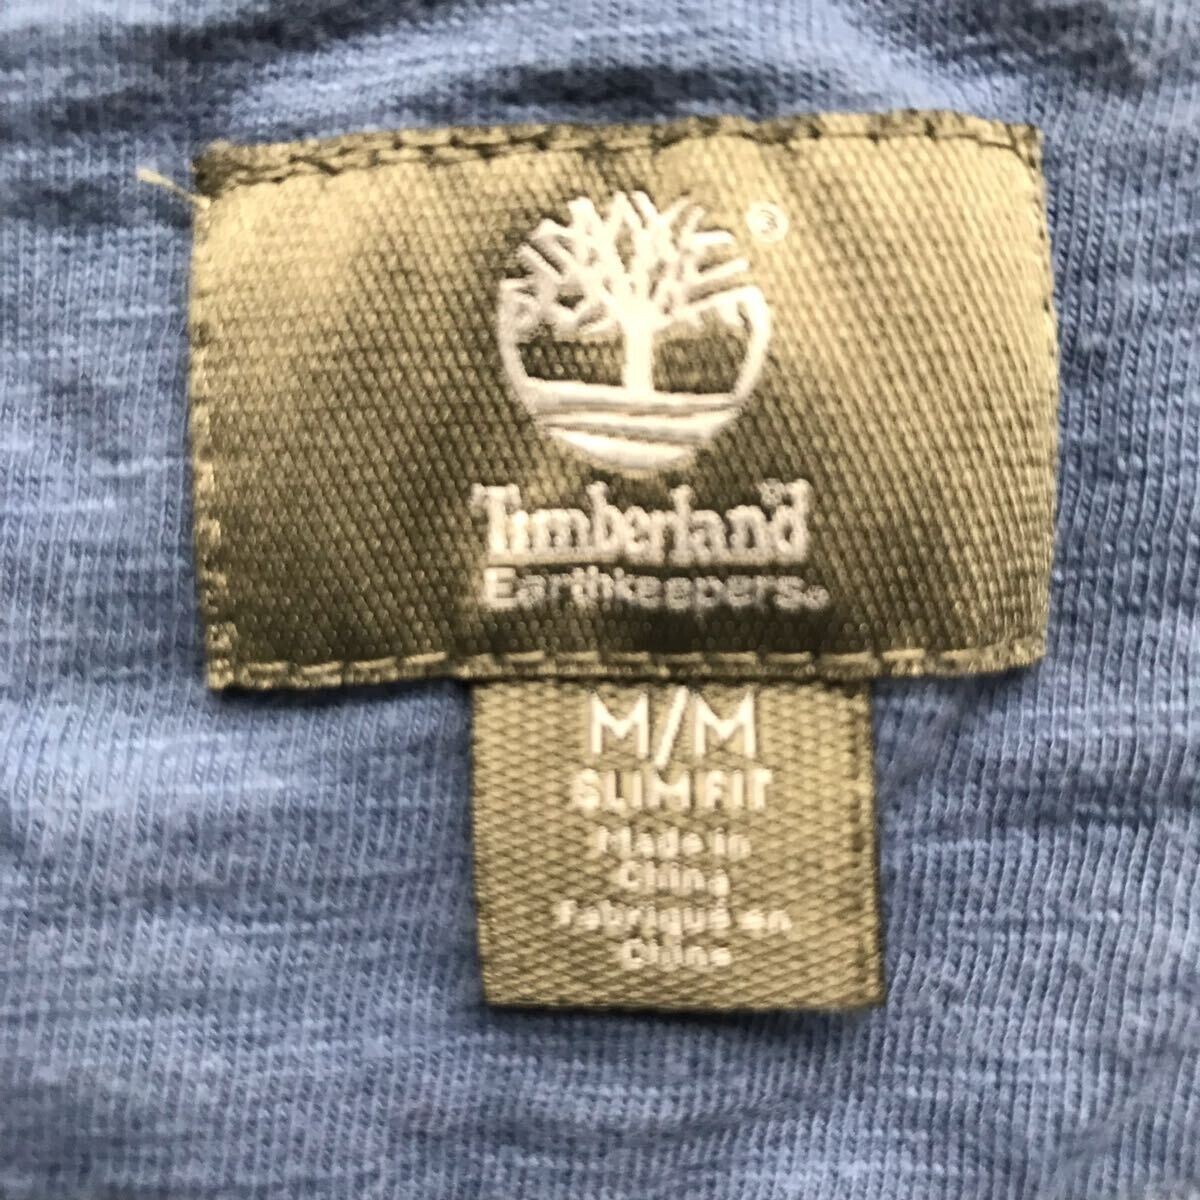 ®
Timberland®
Earthkeepers®
M/M
SLIM FIT
Made in
China
Fabriqué en
Chine